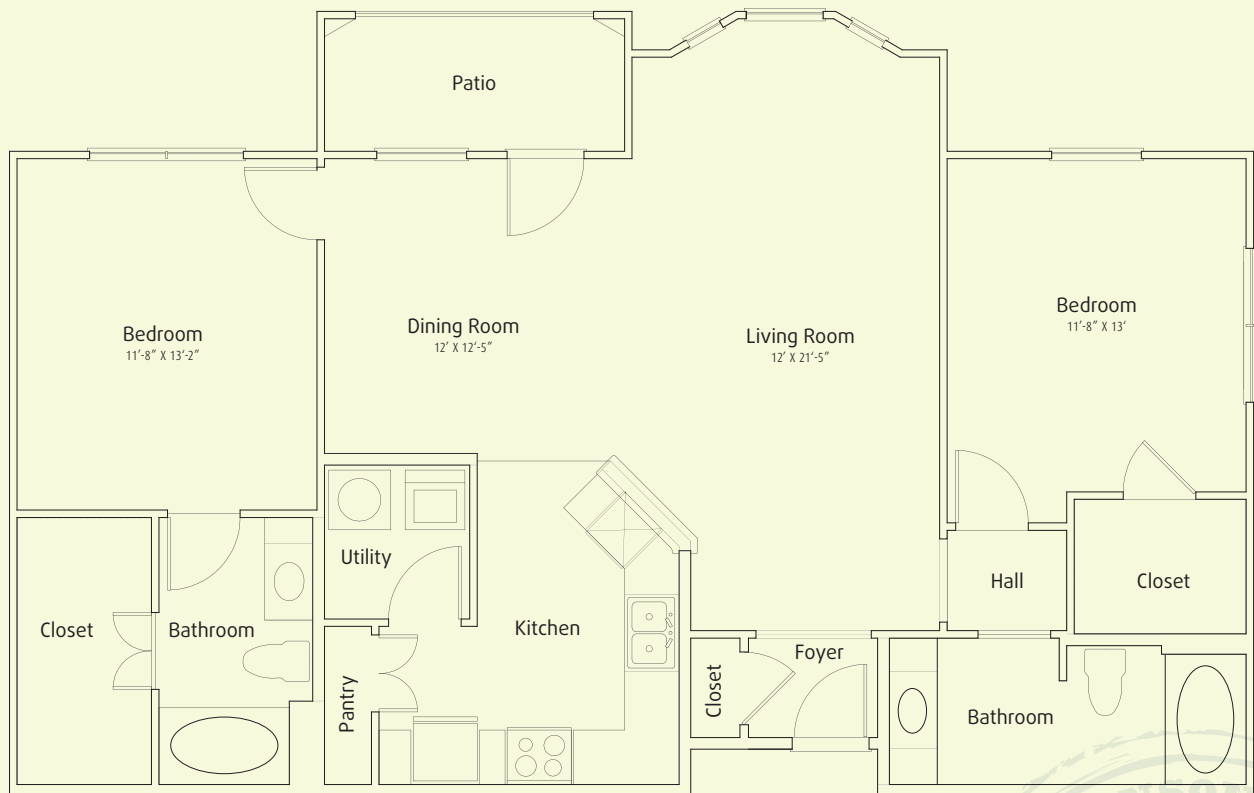 Patio
Bedroom
11'-8" X 13'-2"
Dining Room
12' X 12'-5"
Living Room
12' X 21'-5"
Bedroom
11'-8" X 13'
Utility
Kitchen
Hall
Closet
Closet
Bathroom
Pantry
Closet
Foyer
Bathroom